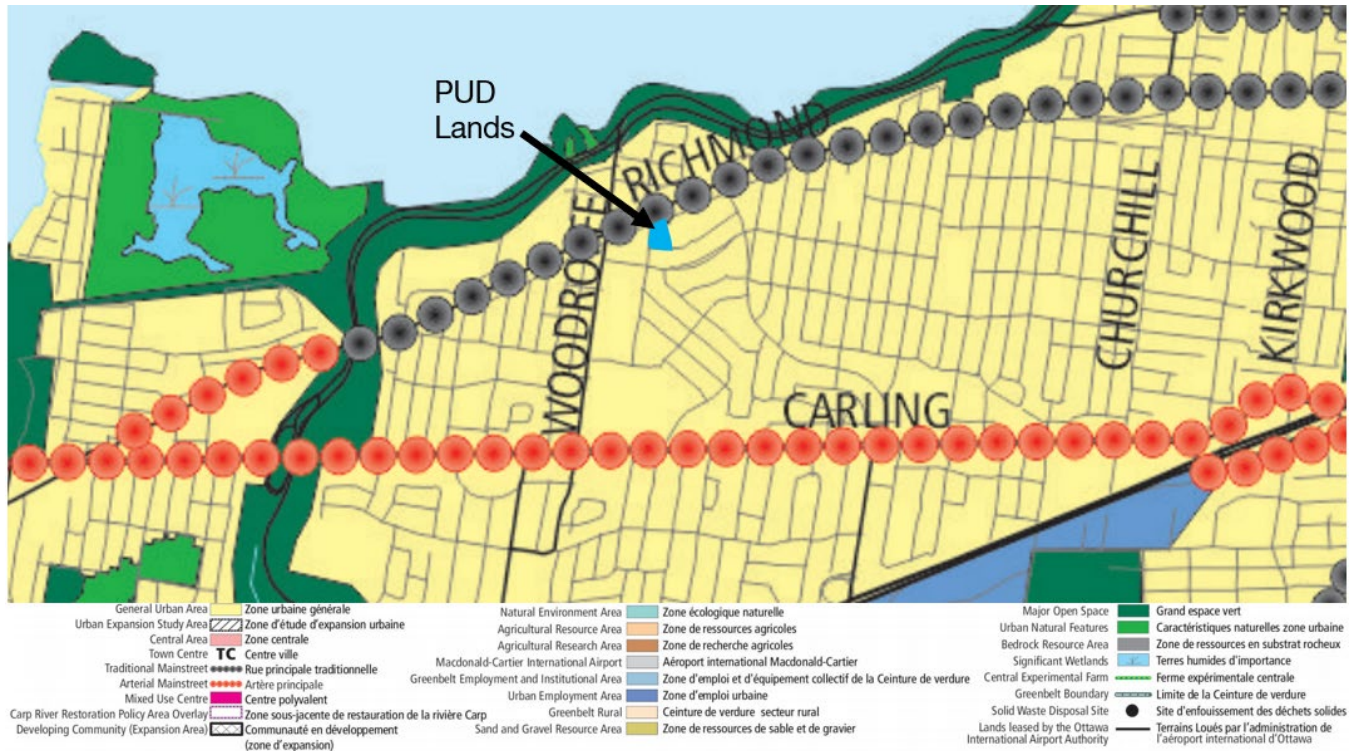 PUD
Lands
RICHMOND
WOODROFFE
CHURCHILL
KIRKWOOD
CARLING
General Urban Area Zone urbaine générale
Urban Expansion Study Area Zone d'étude d'expansion urbaine
Central Area Zone centrale
Town Centre TC Centre ville
Traditional Mainstreet Rue principale traditionnelle
Arterial Mainstreet Artère principale
Mixed Use Centre Centre polyvalent
Carp River Restoration Policy Area Overlay Zone sous-jacente de restauration de la rivière Carp
Developing Community (Expansion Area) Communauté en développement
(zone d'expansion)
Natural Environment Area Zone écologique naturelle
Agricultural Resource Area Zone de ressources agricoles
Agricultural Research Area Zone de recherche agricoles
Macdonald-Cartier International Airport Aéroport international Macdonald-Cartier
Greenbelt Employment and Institutional Area Zone d'emploi et d'équipement collectif de la Ceinture de verdure
Urban Employment Area Zone d'emploi urbaine
Greenbelt Rural Ceinture de verdure secteur rural
Sand and Gravel Resource Area Zone de ressources de sable et de gravier
Major Open Space Grand espace vert
Urban Natural Features Caractéristiques naturelles zone urbaine
Bedrock Resource Area Zone de ressources en substrat rocheux
Significant Wetlands Terres humides d'importance
Central Experimental Farm Ferme expérimentale centrale
Greenbelt Boundary Limite de la Ceinture de verdure
Solid Waste Disposal Site Site d'enfouissement des déchets solides
Lands leased by the Ottawa Terrains Loués par l'administration de
International Airport Authority l'aéroport international d'Ottawa